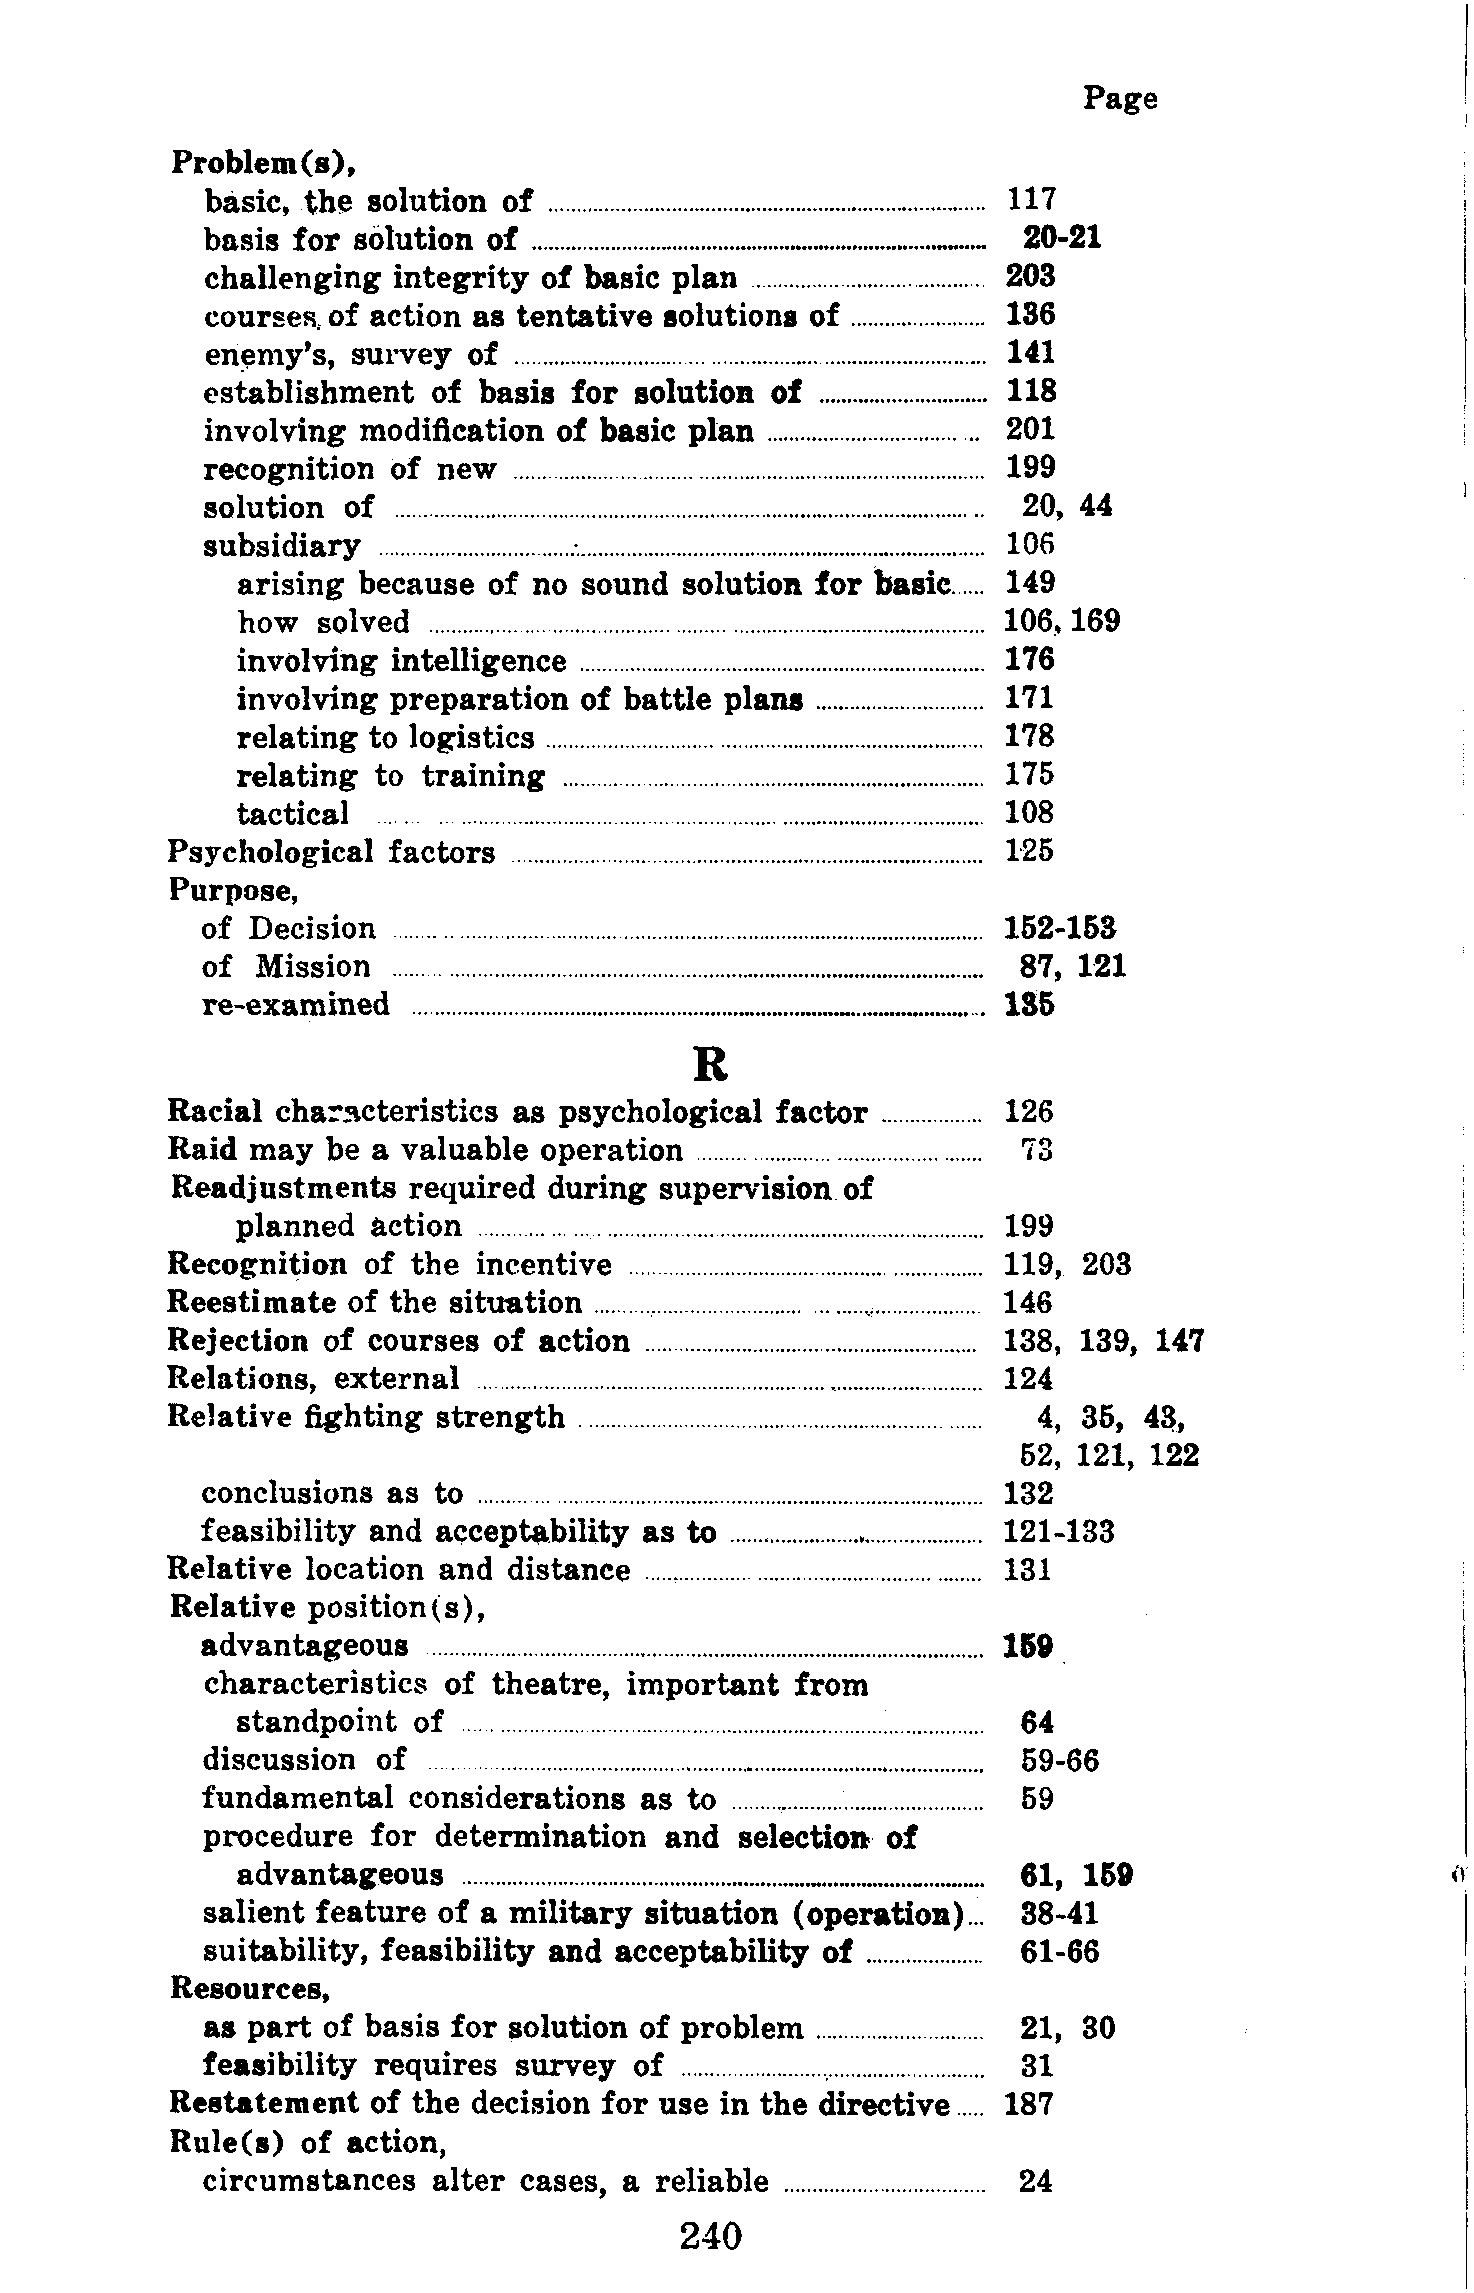 Page
Problem(s),
basic, the solution of 117
basis for solution of 20-21
challenging integrity of basic plan 203
courses of action as tentative solutions of 136
enemy's, survey of 141
establishment of basis for solution of 118
involving modification of basic plan 201
recognition of new 199
solution of 20, 44
subsidiary 106
arising because of no sound solution for basic 149
how solved 106, 169
involving intelligence 176
involving preparation of battle plans 171
relating to logistics 178
relating to training 175
tactical 108
Psychological factors 125
Purpose,
of Decision 152-153
of Mission 87, 121
re-examined 135
R
Racial characteristics as psychological factor 126
Raid may be a valuable operation 73
Readjustments required during supervision of
planned action 199
Recognition of the incentive 119, 203
Reestimate of the situation 146
Rejection of courses of action 138, 139, 147
Relations, external 124
Relative fighting strength 4, 35, 43,
52, 121, 122
conclusions as to 132
feasibility and acceptability as to 121-133
Relative location and distance 131
Relative position(s),
advantageous 159
characteristics of theatre, important from
standpoint of 64
discussion of 59-66
fundamental considerations as to 59
procedure for determination and selection of
advantageous 61, 159
salient feature of a military situation (operation) 38-41
suitability, feasibility and acceptability of 61-66
Resources,
as part of basis for solution of problem 21, 30
feasibility requires survey of 31
Restatement of the decision for use in the directive 187
Rule(s) of action,
circumstances alter cases, a reliable 24
240